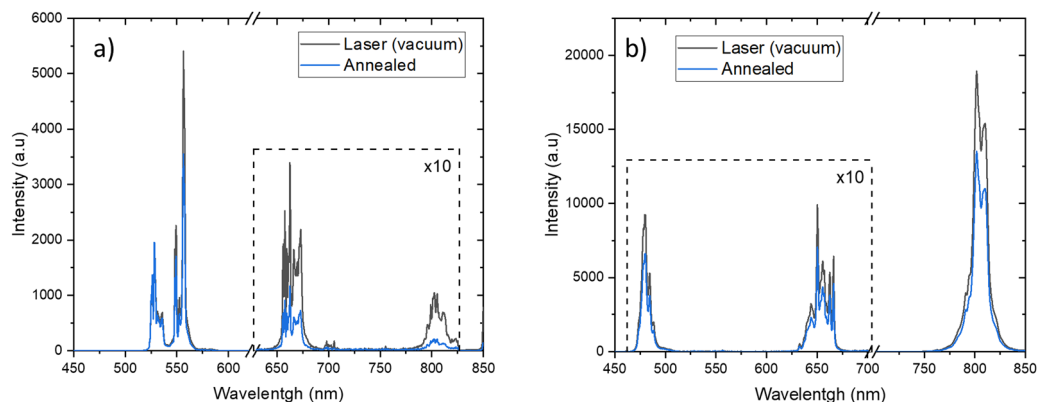 a)
Laser (vacuum)
Annealed
x10
Intensity (a.u)
6000
5000
4000
3000
2000
1000
0
450 500 550 600 650 700 750 800 850
Wavelentgh (nm)
b)
Laser (vacuum)
Annealed
x10
Intensity (a.u)
20000
15000
10000
5000
0
450 500 550 600 650 700 750 800 850
Wavelentgh (nm)